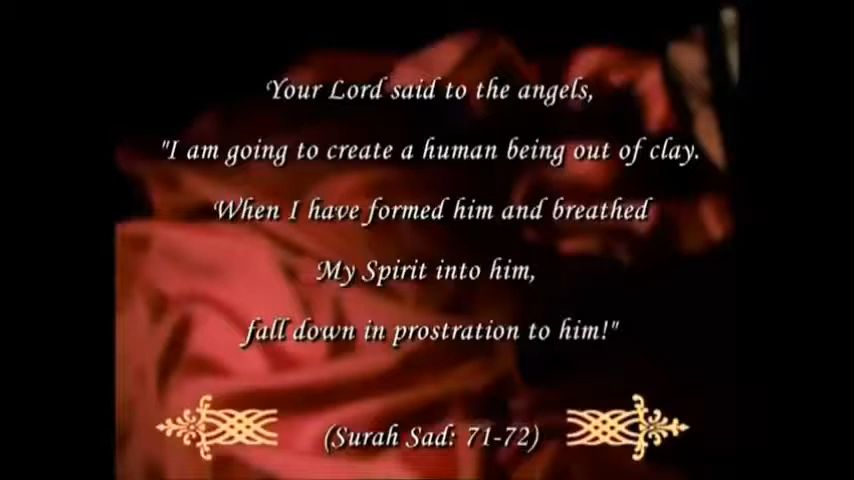 Your Lord said to the angels,
"I am going to create a human being out of clay.
When I have formed him and breathed
My Spirit into him,
fall down in prostration to him!"
(Surah Sad: 71-72)